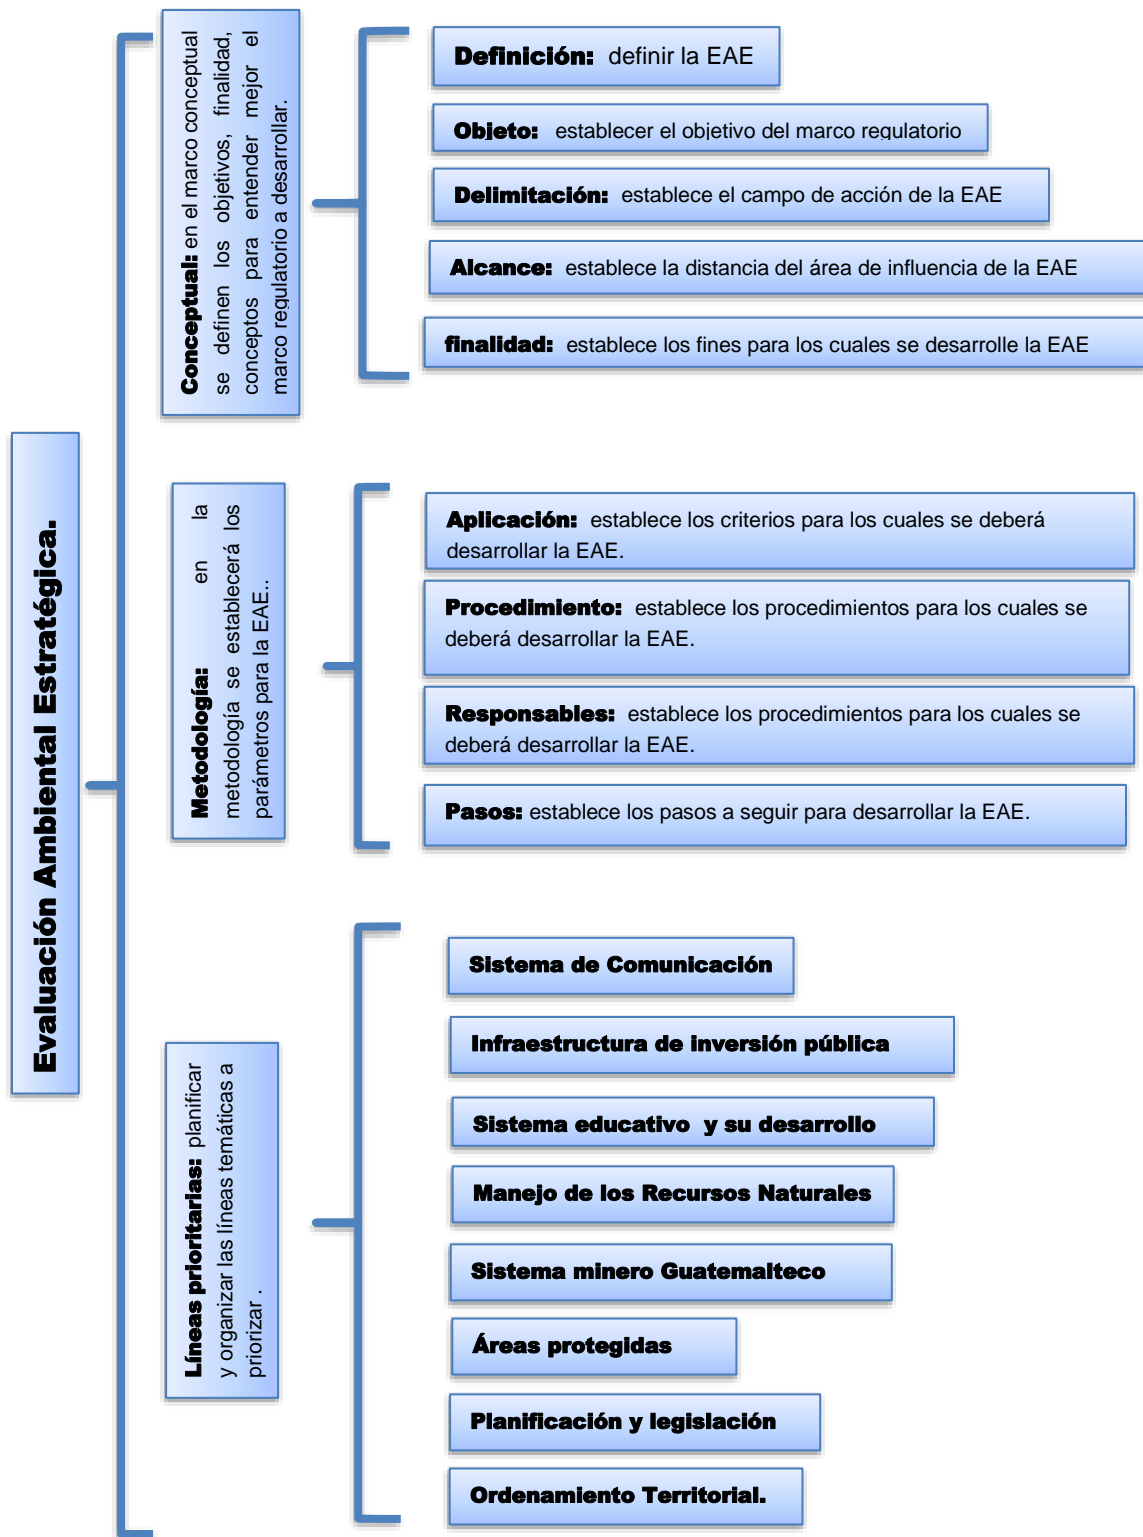 Evaluación Ambiental Estratégica.
Conceptual: en el marco conceptual
se definen los objetivos, finalidad,
conceptos para entender mejor el
marco regulatorio a desarrollar.
Definición: definir la EAE
Objeto: establecer el objetivo del marco regulatorio
Delimitación: establece el campo de acción de la EAE
Alcance: establece la distancia del área de influencia de la EAE
finalidad: establece los fines para los cuales se desarrolle la EAE
Metodología: en la
metodología se establecerá los
parámetros para la EAE..
Aplicación: establece los criterios para los cuales se deberá
desarrollar la EAE.
Procedimiento: establece los procedimientos para los cuales se
deberá desarrollar la EAE.
Responsables: establece los procedimientos para los cuales se
deberá desarrollar la EAE.
Pasos: establece los pasos a seguir para desarrollar la EAE.
Líneas prioritarias: planificar
y organizar las líneas temáticas a
priorizar .
Sistema de Comunicación
Infraestructura de inversión pública
Sistema educativo y su desarrollo
Manejo de los Recursos Naturales
Sistema minero Guatemalteco
Áreas protegidas
Planificación y legislación
Ordenamiento Territorial.